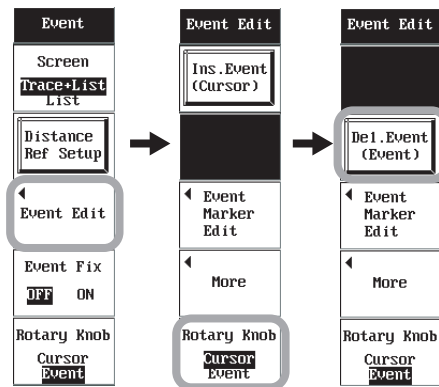 Event
Screen
Trace+List
List
Distance
Ref Setup
Event Edit
Event Fix
OFF ON
Rotary Knob
Cursor
Event
Event Edit
Ins.Event
(Cursor)
Event
Marker
Edit
More
Rotary Knob
Cursor
Event
Event Edit
Del.Event
(Event)
Event
Marker
Edit
More
Rotary Knob
Cursor
Event